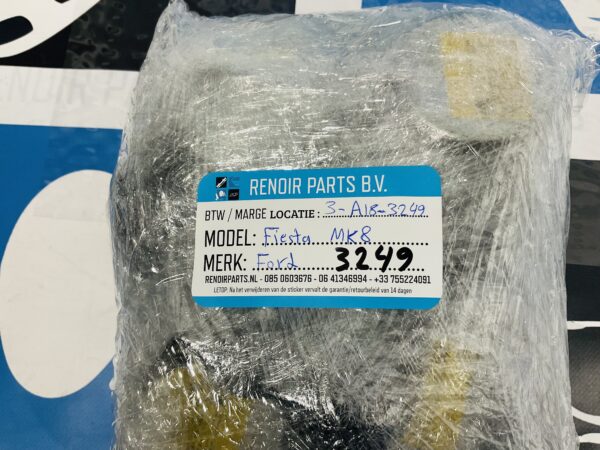 RENOIR PARTS B.V.
BTW / MARGE LOCATIE : 3-A18-3249
MODEL: Fiesta MK8
MERK: Ford 3249
RENOIRPARTS.NL - 085 0603676 - 06 41346994 - +33 755224091
LETOP: Na het verwijderen van de sticker vervalt de garantie/retourbeleid van 14 dagen